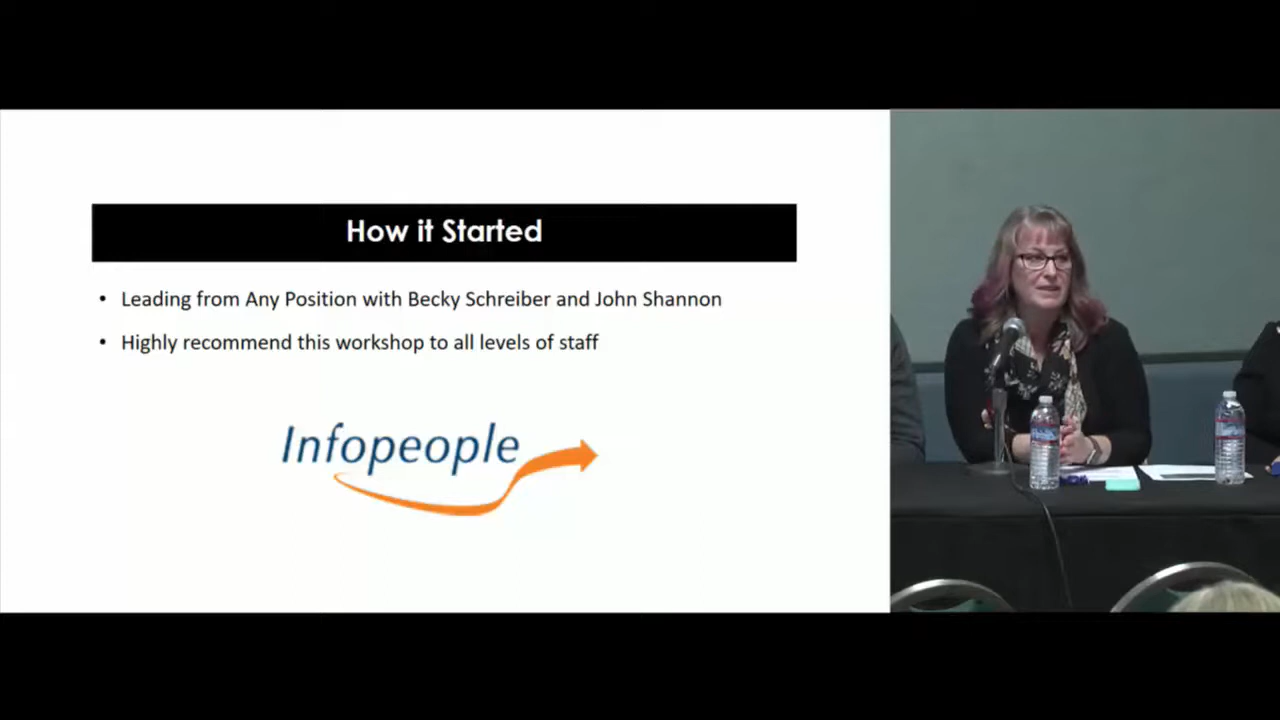 How it Started
• Leading from Any Position with Becky Schreiber and John Shannon
• Highly recommend this workshop to all levels of staff
Infopeople